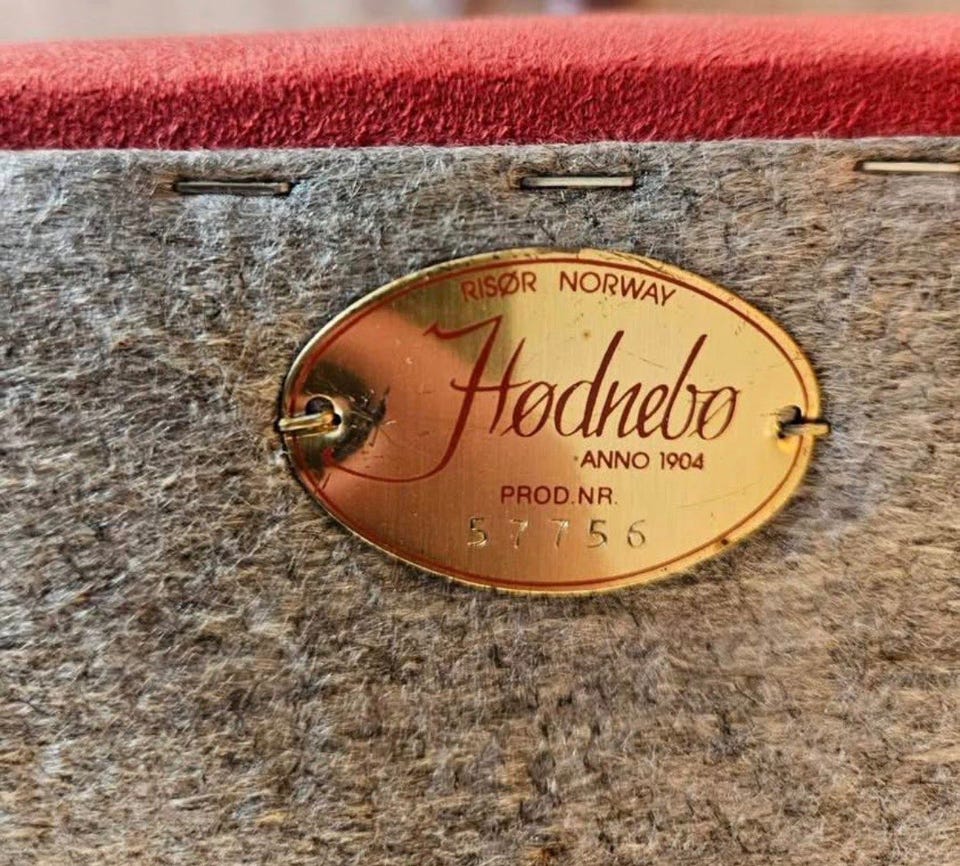 RISØR NORWAY
Hødnebø
ANNO 1904
PROD.NR.
57756